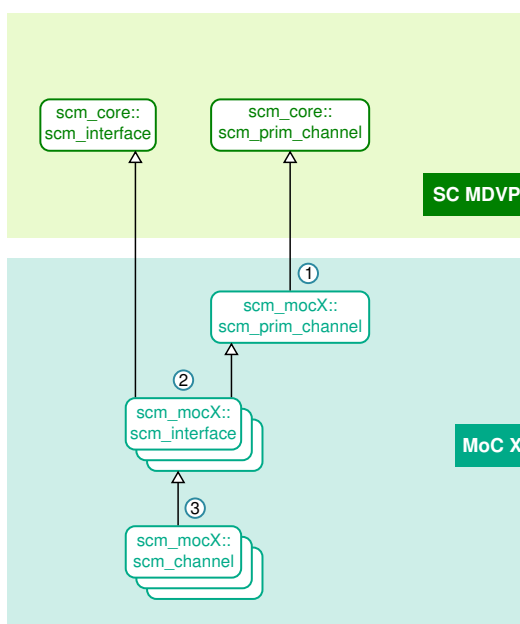 scm_core::
scm_interface
scm_core::
scm_prim_channel
SC MDVP
1
scm_mocX::
scm_prim_channel
2
scm_mocX::
scm_interface
MoC X
3
scm_mocX::
scm_channel